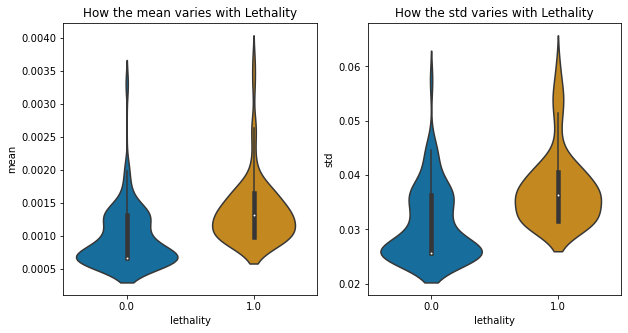 How the mean varies with Lethality
0.0040
0.0035
0.0030
0.0025
0.0020
0.0015
0.0010
0.0005
mean
0.0
1.0
lethality
How the std varies with Lethality
0.06
0.05
0.04
0.03
0.02
std
0.0
1.0
lethality